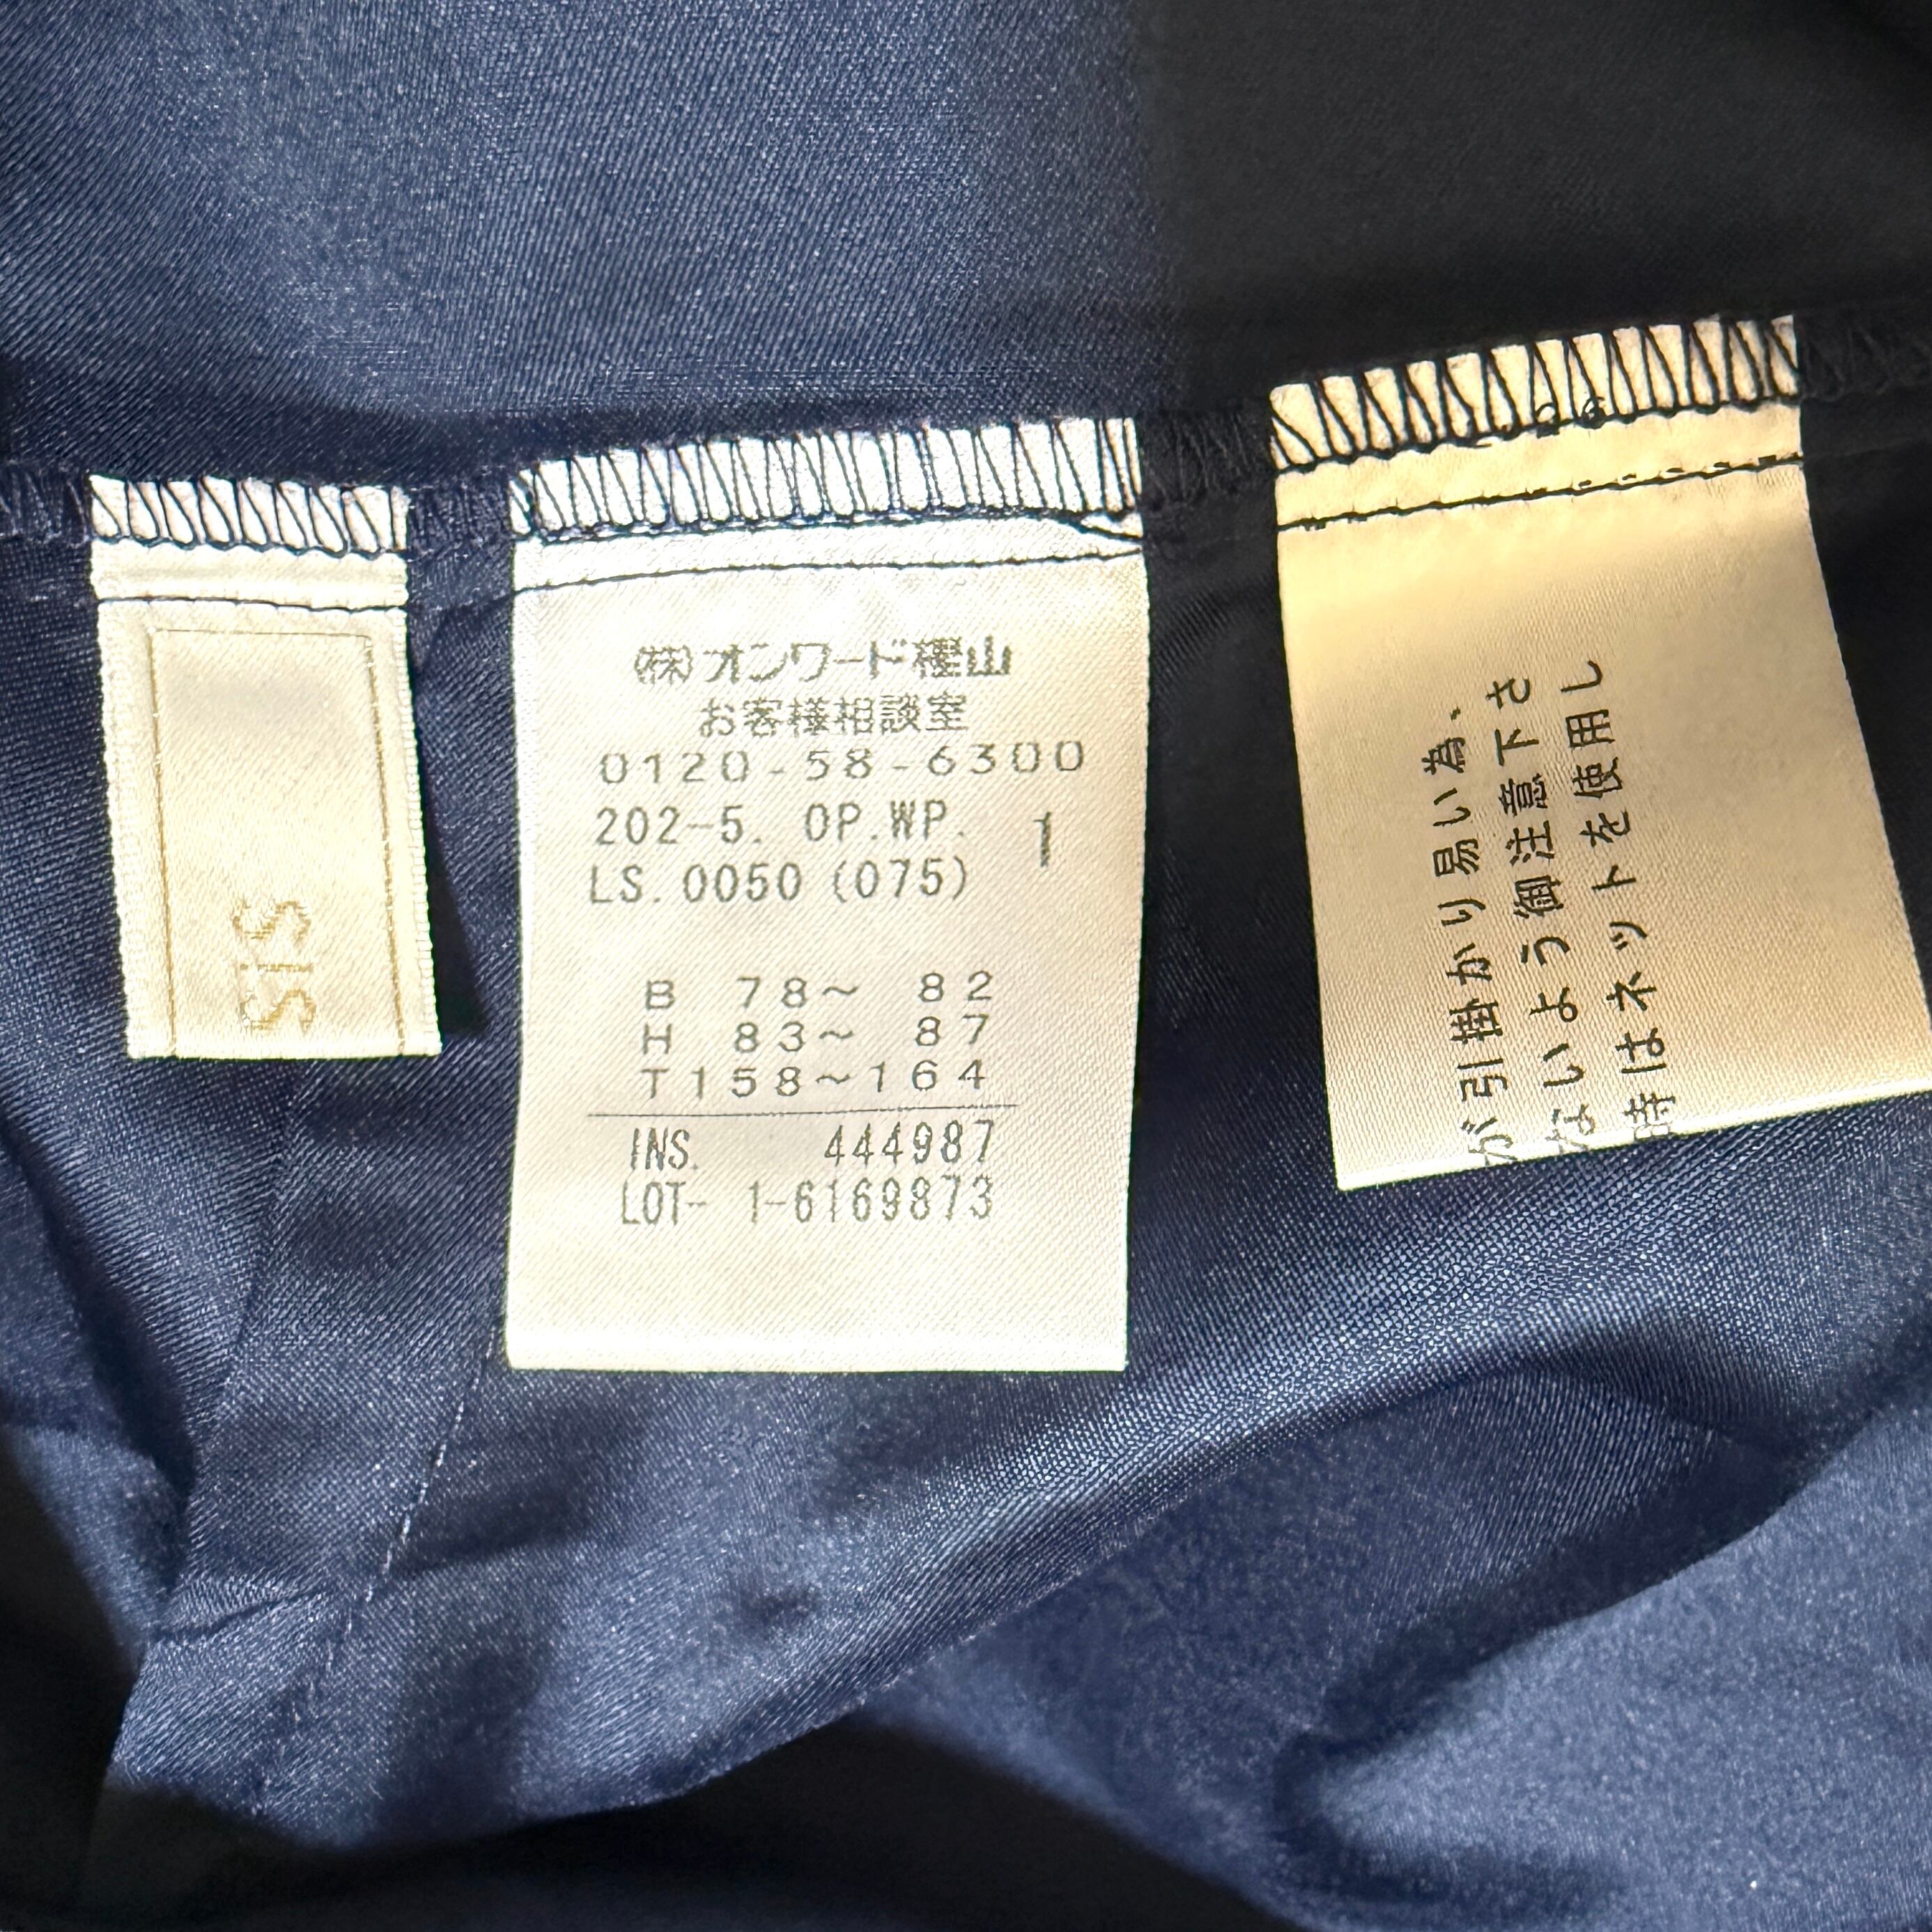 SIS
㈱オンワード樫山
お客様相談室
0120-58-6300
202-5. OP.WP. 1
LS.0050 (075)
B 78~ 82
H 83~ 87
T158~164
INS. 444987
LOT- 1-6169873
が引掛かり易い為、
ないよう御注意下さ
時はネットを使用し